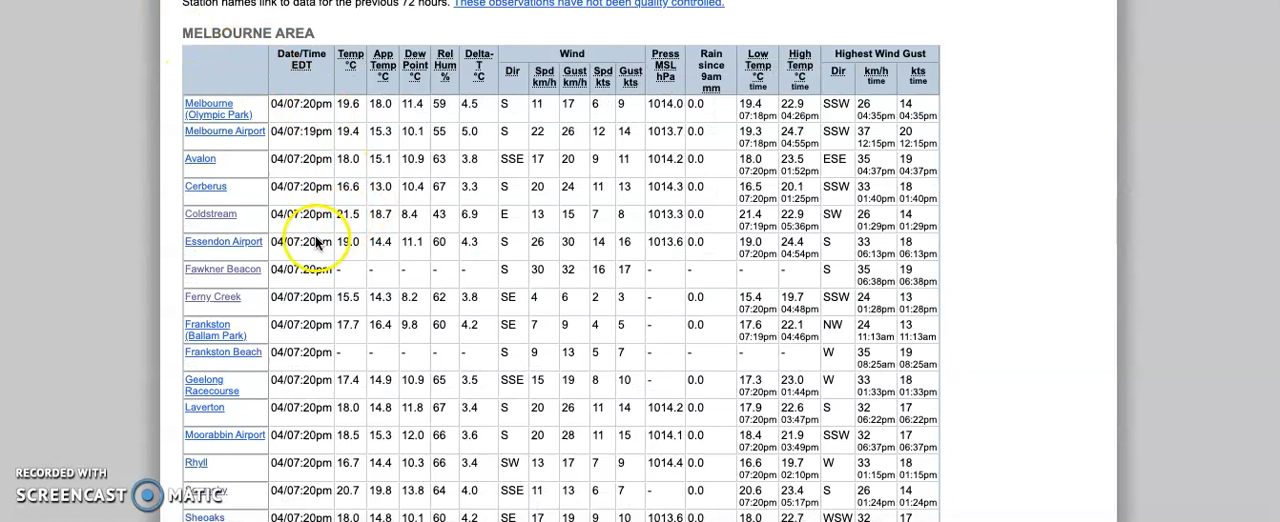 Station names link to data for the previous 72 hours. These observations have not been quality controlled.
MELBOURNE AREA
Date/Time EDT Temp °C App Temp °C Dew Point °C Rel Hum % Delta-T °C Wind Press MSL hPa Rain since 9am mm Low Temp °C time High Temp °C time Highest Wind Gust
Dir Spd km/h Gust km/h Spd kts Gust kts Dir km/h time kts time
Melbourne (Olympic Park) 04/07:20pm 19.6 18.0 11.4 59 4.5 S 11 17 6 9 1014.0 0.0 19.4 07:18pm 22.9 04:26pm SSW 26 04:35pm 14 04:35pm
Melbourne Airport 04/07:19pm 19.4 15.3 10.1 55 5.0 S 22 26 12 14 1013.7 0.0 19.3 07:18pm 24.7 04:55pm SSW 37 12:15pm 20 12:15pm
Avalon 04/07:20pm 18.0 15.1 10.9 63 3.8 SSE 17 20 9 11 1014.2 0.0 18.0 07:20pm 23.5 01:52pm ESE 35 04:37pm 19 04:37pm
Cerberus 04/07:20pm 16.6 13.0 10.4 67 3.3 S 20 24 11 13 1014.3 0.0 16.5 07:20pm 20.1 01:25pm SSW 33 01:40pm 18 01:40pm
Coldstream 04/07:20pm 21.5 18.7 8.4 43 6.9 E 13 15 7 8 1013.3 0.0 21.4 07:19pm 22.9 05:36pm SW 26 01:29pm 14 01:29pm
Essendon Airport 04/07:20pm 19.0 14.4 11.1 60 4.3 S 26 30 14 16 1013.6 0.0 19.0 07:20pm 24.4 04:54pm S 33 06:13pm 18 06:13pm
Fawkner Beacon 04/07:20pm - - - - - S 30 32 16 17 - - - - S 35 06:38pm 19 06:38pm
Ferny Creek 04/07:20pm 15.5 14.3 8.2 62 3.8 SE 4 6 2 3 - 0.0 15.4 07:20pm 19.7 04:48pm SSW 24 01:28pm 13 01:28pm
Frankston (Ballam Park) 04/07:20pm 17.7 16.4 9.8 60 4.2 SE 7 9 4 5 - 0.0 17.6 07:19pm 22.1 04:46pm NW 24 11:13am 13 11:13am
Frankston Beach 04/07:20pm - - - - - S 9 13 5 7 - - - - W 35 08:25am 19 08:25am
Geelong Racecourse 04/07:20pm 17.4 14.9 10.9 65 3.5 SSE 15 19 8 10 - 0.0 17.3 07:20pm 23.0 01:44pm W 33 01:33pm 18 01:33pm
Laverton 04/07:20pm 18.0 14.8 11.8 67 3.4 S 20 26 11 14 1014.2 0.0 17.9 07:20pm 22.6 03:47pm S 32 06:22pm 17 06:22pm
Moorabbin Airport 04/07:20pm 18.5 15.3 12.0 66 3.6 S 20 28 11 15 1014.1 0.0 18.4 07:20pm 21.9 03:49pm SSW 32 06:37pm 17 06:37pm
Rhyll 04/07:20pm 16.7 14.4 10.3 66 3.4 SW 13 17 7 9 1014.4 0.0 16.6 07:20pm 19.7 02:10pm W 33 01:15pm 18 01:15pm
04/07:20pm 20.7 19.8 13.8 64 4.0 SSE 11 13 6 7 - 0.0 20.6 07:20pm 23.4 05:17pm S 26 01:24pm 14 01:24pm
Sheoaks 04/07:20pm 18.0 14.8 10.1 60 4.2 SE 17 19 9 10 1013.6 0.0 18.0 22.7 WSW 32 17
RECORDED WITH
SCREENCAST MATIC